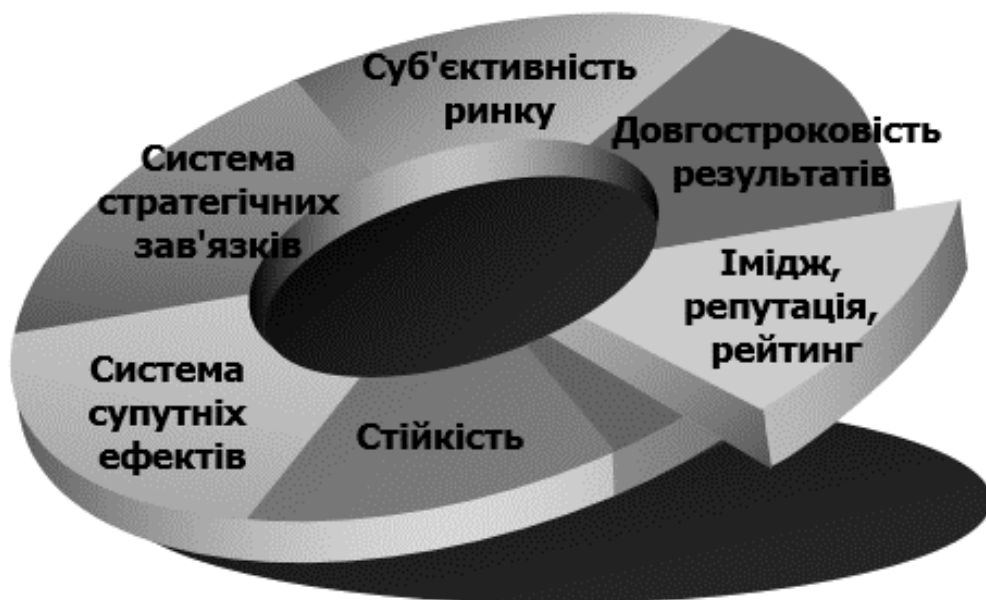 Суб'єктивність
ринку
Довгостроковість
результатів
Імідж,
репутація,
рейтинг
Стійкість
Система
супутніх
ефектів
Система
стратегічних
зав'язків